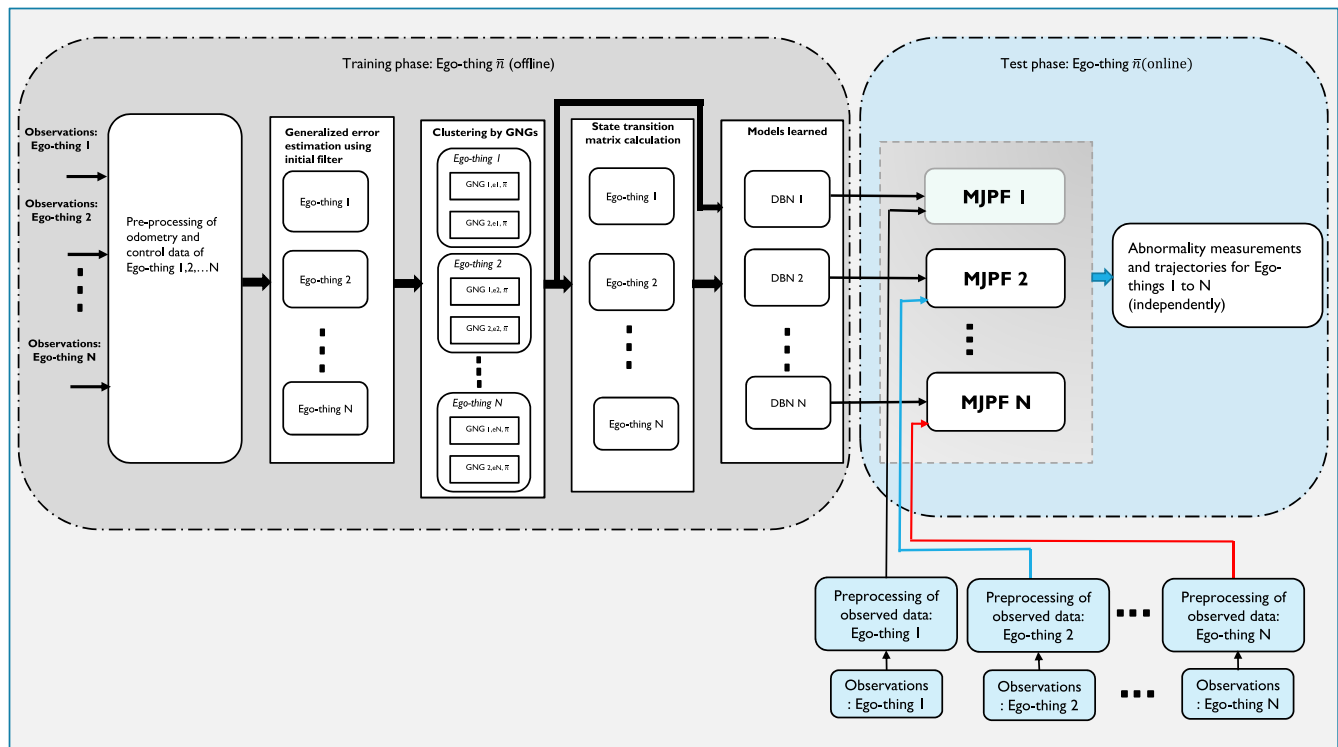 Training phase: Ego-thing n̅ (offline)
Test phase: Ego-thing n̅(online)
Observations:
Ego-thing 1
Observations:
Ego-thing 2
Observations:
Ego-thing N
Pre-processing of
odometry and
control data of
Ego-thing 1,2,...N
Generalized error
estimation using
initial filter
Ego-thing 1
Ego-thing 2
Ego-thing N
Clustering by GNGs
Ego-thing 1
GNG 1,e1, n̅
GNG 2,e1, n̅
Ego-thing 2
GNG 1,e2, n̅
GNG 2,e2, n̅
Ego-thing N
GNG 1,eN, n̅
GNG 2,eN, n̅
State transition
matrix calculation
Ego-thing 1
Ego-thing 2
Ego-thing N
Models learned
DBN 1
DBN 2
DBN N
MJPF 1
MJPF 2
MJPF N
Abnormality measurements
and trajectories for Ego-
things 1 to N
(independently)
Preprocessing of
observed data:
Ego-thing 1
Preprocessing of
observed data:
Ego-thing 2
Preprocessing of
observed data:
Ego-thing N
Observations
: Ego-thing 1
Observations
: Ego-thing 2
Observations
: Ego-thing N